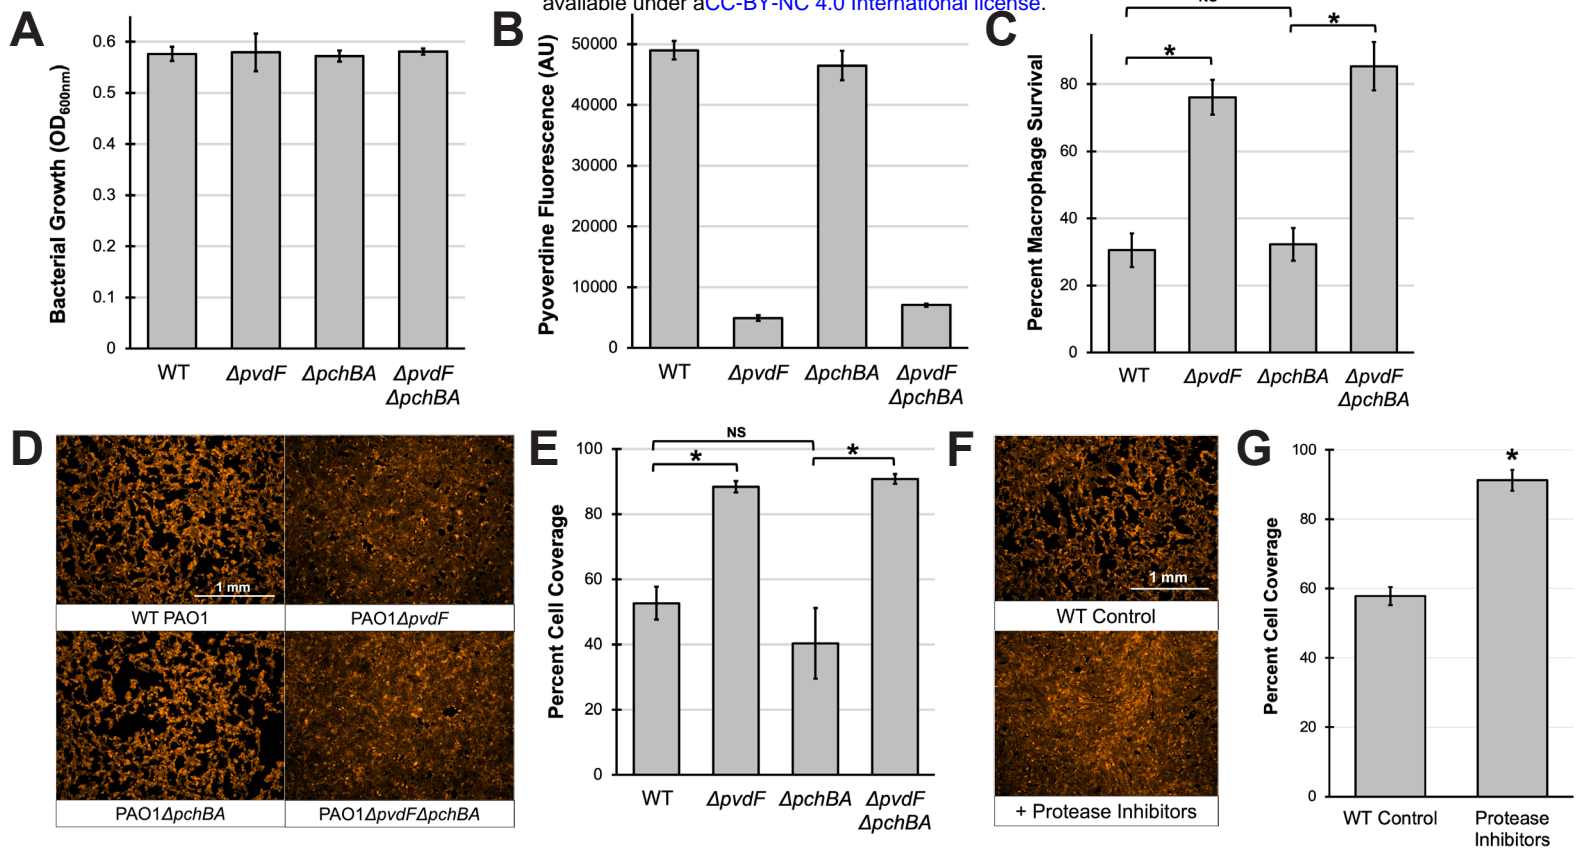 available under aCC-BY-NC 4.0 International license.
A
Bacterial Growth (OD600nm)
0.6
0.5
0.4
0.3
0.2
0.1
0
WT
ΔpvdF
ΔpchBA
ΔpvdF
ΔpchBA
B
Pyoverdine Fluorescence (AU)
50000
40000
30000
20000
10000
0
WT
ΔpvdF
ΔpchBA
ΔpvdF
ΔpchBA
C
Percent Macrophage Survival
NS
*
*
80
60
40
20
0
WT
ΔpvdF
ΔpchBA
ΔpvdF
ΔpchBA
D
1 mm
WT PAO1
PAO1ΔpvdF
PAO1ΔpchBA
PAO1ΔpvdFΔpchBA
E
Percent Cell Coverage
NS
*
*
100
80
60
40
20
0
WT
ΔpvdF
ΔpchBA
ΔpvdF
ΔpchBA
F
1 mm
WT Control
+ Protease Inhibitors
G
Percent Cell Coverage
*
100
80
60
40
20
0
WT Control
Protease
Inhibitors